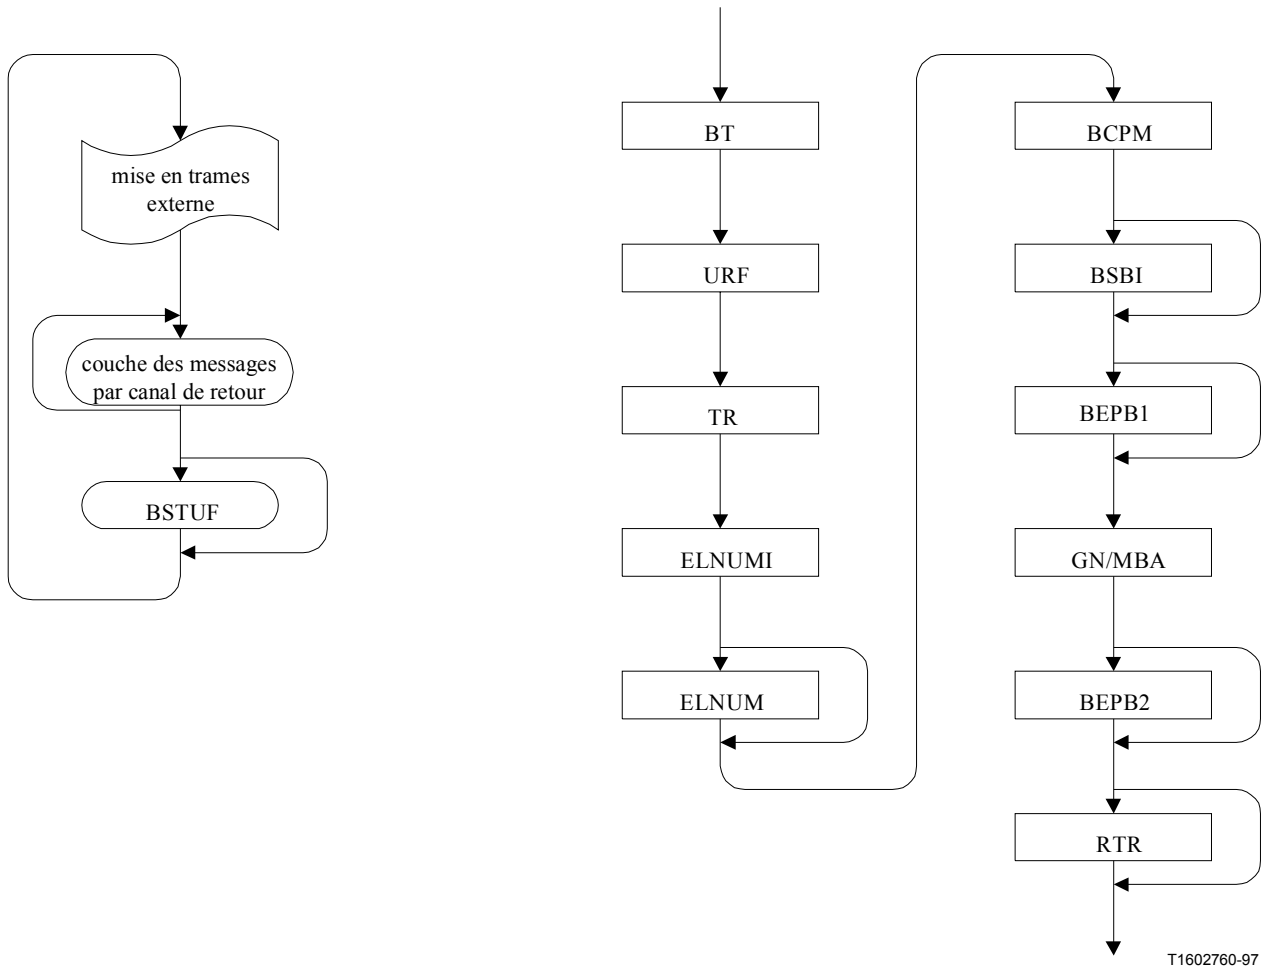 mise en trames
externe
couche des messages
par canal de retour
BSTUF
BT
URF
TR
ELNUMI
ELNUM
BCPM
BSBI
BEPB1
GN/MBA
BEPB2
RTR
T1602760-97